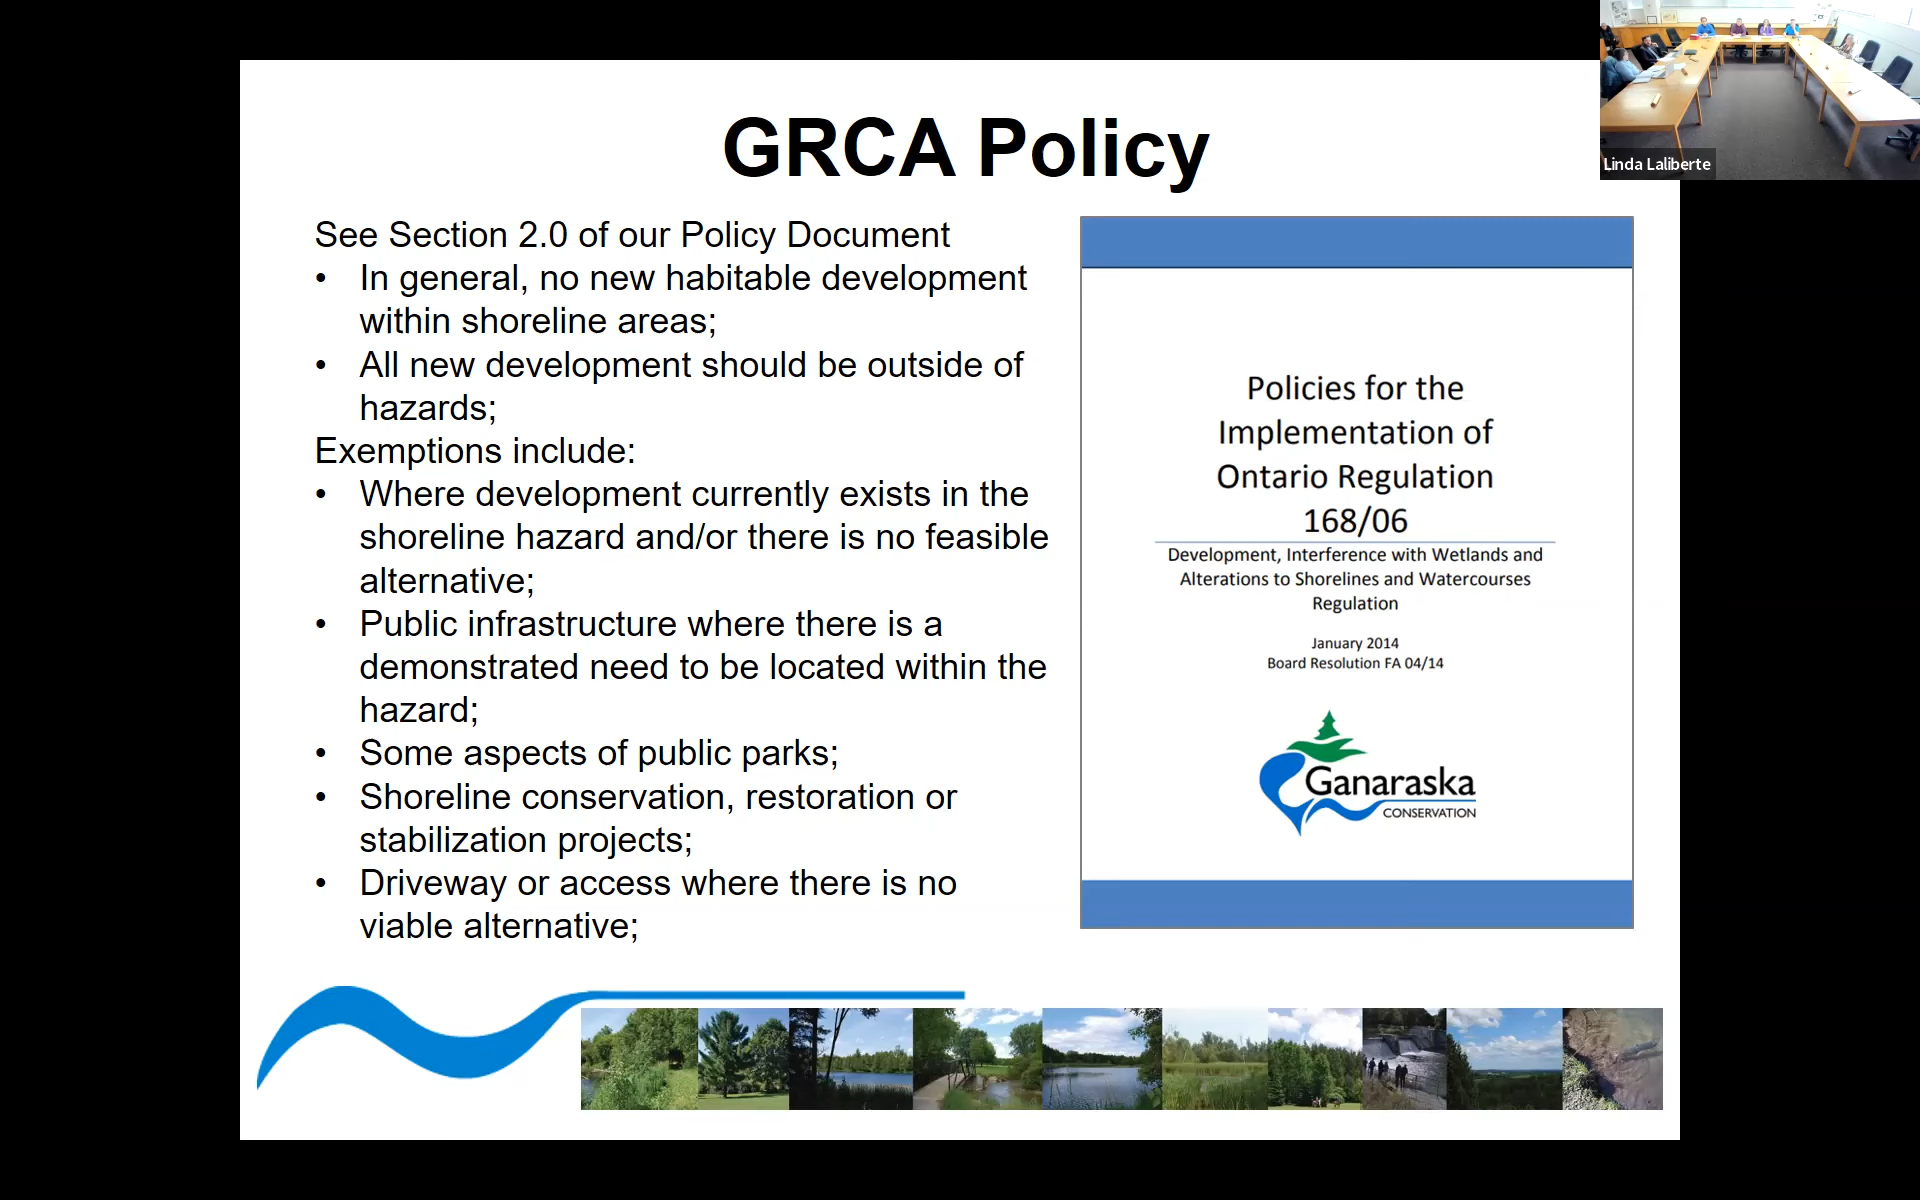 GRCA Policy
Linda Laliberte
See Section 2.0 of our Policy Document
• In general, no new habitable development
within shoreline areas;
• All new development should be outside of
hazards;
Exemptions include:
• Where development currently exists in the
shoreline hazard and/or there is no feasible
alternative;
• Public infrastructure where there is a
demonstrated need to be located within the
hazard;
• Some aspects of public parks;
• Shoreline conservation, restoration or
stabilization projects;
• Driveway or access where there is no
viable alternative;
Policies for the
Implementation of
Ontario Regulation
168/06
Development, Interference with Wetlands and
Alterations to Shorelines and Watercourses
Regulation
January 2014
Board Resolution FA 04/14
Ganaraska
CONSERVATION